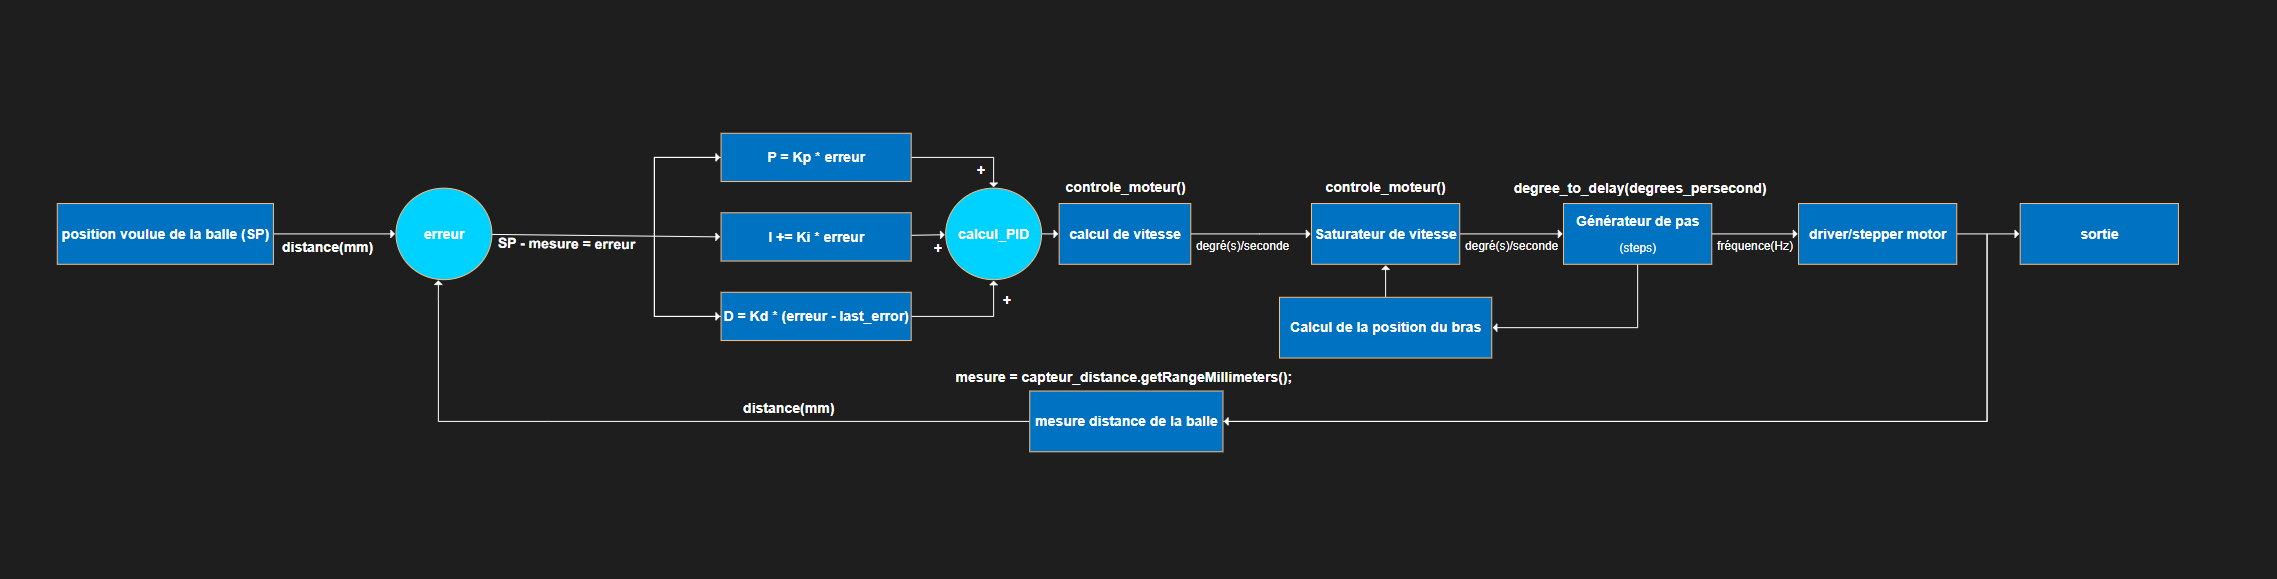 P = Kp * erreur
+
controle_moteur()
controle_moteur()
degree_to_delay(degrees_persecond)
position voulue de la balle (SP)
distance(mm)
erreur
SP - mesure = erreur
I += Ki * erreur
+
calcul_PID
calcul de vitesse
degré(s)/seconde
Saturateur de vitesse
degré(s)/seconde
Générateur de pas
(steps)
fréquence(Hz)
driver/stepper motor
sortie
D = Kd * (erreur - last_error)
+
Calcul de la position du bras
mesure = capteur_distance.getRangeMillimeters();
distance(mm)
mesure distance de la balle